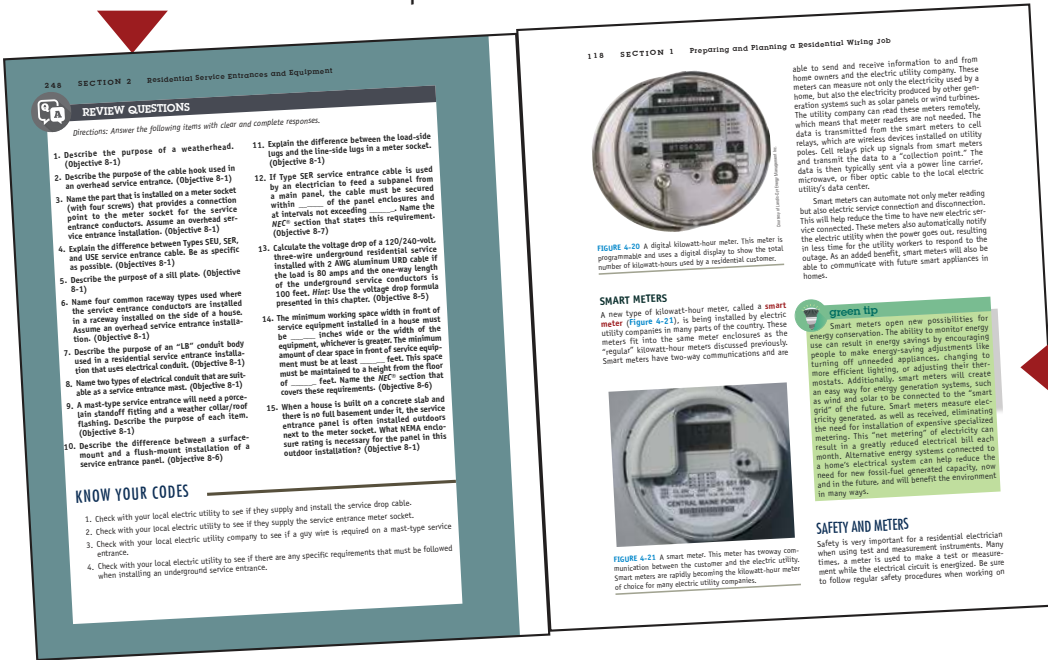 248 SECTION 2 Residential Service Entrances and Equipment
Q
A
REVIEW QUESTIONS
Directions: Answer the following items with clear and complete responses.
1. Describe the purpose of a weatherhead.
(Objective 8-1)
2. Describe the purpose of the cable hook used in
an overhead service entrance. (Objective 8-1)
3. Name the part that is installed on a meter socket
(with four screws) that provides a connection
point to the meter socket for the service
entrance conductors. Assume an overhead ser-
vice entrance installation. (Objective 8-1)
4. Explain the difference between Types SEU, SER,
and USE service entrance cable. Be as specific
as possible. (Objectives 8-1)
5. Describe the purpose of a sill plate. (Objective
8-1)
6. Name four common raceway types used where
the service entrance conductors are installed
in a raceway installed on the side of a house.
Assume an overhead service entrance installa-
tion. (Objective 8-1)
7. Describe the purpose of an "LB" conduit body
used in a residential service entrance installa-
tion that uses electrical conduit. (Objective 8-1)
8. Name two types of electrical conduit that are suit-
able as a service mast. (Objective 8-1)
9. A mast-type service entrance will need a porce-
lain standoff fitting and a weather collar/roof
flashing. Describe the purpose of each item.
(Objective 8-1)
10. Describe the difference between a surface-
mount and a flush-mount installation of a
service entrance panel. (Objective 8-6)
11. Explain the difference between the load-side
lugs and the line-side lugs in a meter socket.
(Objective 8-1)
12. If Type SER service entrance cable is used
by an electrician to feed a subpanel from
a main panel, the cable must be secured
within ______ of the panel enclosures and
at intervals not exceeding ______. Name the
NEC® section that states this requirement.
(Objective 8-7)
13. Calculate the voltage drop of a 120/240-volt,
three-wire underground residential service
installed with 2 AWG aluminum URD cable if
the load is 80 amps and the one-way length
of the underground service conductors is
100 feet. Hint: Use the voltage drop formula
presented in this chapter. (Objective 8-5)
14. The minimum working space width in front of
service equipment installed in a house must
be ______ inches wide or the width of the
equipment, whichever is greater. The minimum
amount of clear space in front of service equip-
ment must be at least ______ feet. This space
must be maintained to a height from the floor
of ______ feet. Name the NEC® section that
covers these requirements. (Objective 8-6)
15. When a house is built on a concrete slab and
there is no full basement under it, the service
entrance panel is often installed outdoors
next to the meter socket. What NEMA enclo-
sure rating is necessary for the panel in this
outdoor installation? (Objective 8-1)
KNOW YOUR CODES
1. Check with your local electric utility to see if they supply and install the service drop cable.
2. Check with your local electric utility to see if they supply the service entrance meter socket.
3. Check with your local electric utility company to see if a guy wire is required on a mast-type service
entrance.
4. Check with your local electric utility to see if there are any specific requirements that must be followed
when installing an underground service entrance.
118 SECTION 1 Preparing and Planning a Residential Wiring Job
FIGURE 4-20 A digital kilowatt-hour meter. This meter is
programmable and uses a digital display to show the total
number of kilowatt-hours used by a residential customer.
SMART METERS
A new type of kilowatt-hour meter, called a smart
meter (Figure 4-21), is being installed by electric
utility companies in many parts of the country. These
meters fit into the same meter enclosures as the
"regular" kilowatt-hour meters discussed previously.
Smart meters have two-way communications and are
CENTRAL MAINE POWER
FIGURE 4-21 A smart meter. This meter has twoway com-
munication between the customer and the electric utility.
Smart meters are rapidly becoming the kilowatt-hour meter
of choice for many electric utility companies.
able to send and receive information to and from
home owners and the electric utility company. These
meters can measure not only the electricity used by a
home, but also the electricity produced by other gen-
eration systems such as solar panels or wind turbines.
The utility company can read these meters remotely,
which means that meter readers are not needed. The
data is transmitted from the smart meters to cell
relays, which are wireless devices installed on utility
poles. Cell relays pick up signals from smart meters
and transmit the data to a "collection point." The
data is then typically sent via a power line carrier,
microwave, or fiber optic cable to the local electric
utility's data center.
Smart meters can automate not only meter reading
but also electric service connection and disconnection.
This will help reduce the time to have new electric ser-
vice connected. These meters also automatically notify
the electric utility when the power goes out, resulting
in less time for the utility workers to respond to the
outage. As an added benefit, smart meters will also be
able to communicate with future smart appliances in
homes.
green tip
Smart meters open new possibilities for
energy conservation. The ability to monitor energy
use can result in energy savings by encouraging
people to make energy-saving adjustments like
turning off unneeded appliances, changing to
more efficient lighting, or adjusting their ther-
mostats. Additionally, smart meters will create
an easy way for energy generation systems, such
as wind and solar to be connected to the "smart
grid" of the future. Smart meters measure elec-
tricity generated, as well as received, eliminating
the need for installation of expensive specialized
metering. This "net metering" of electricity can
result in a greatly reduced electrical bill each
month. Alternative energy systems connected to
a home's electrical system can help reduce the
need for new fossil-fuel generated capacity, now
and in the future, and will benefit the environment
in many ways.
SAFETY AND METERS
Safety is very important for a residential electrician
when using test and measurement instruments. Many
times, a meter is used to make a test or measure-
ment while the electrical circuit is energized. Be sure
to follow regular safety procedures when working on